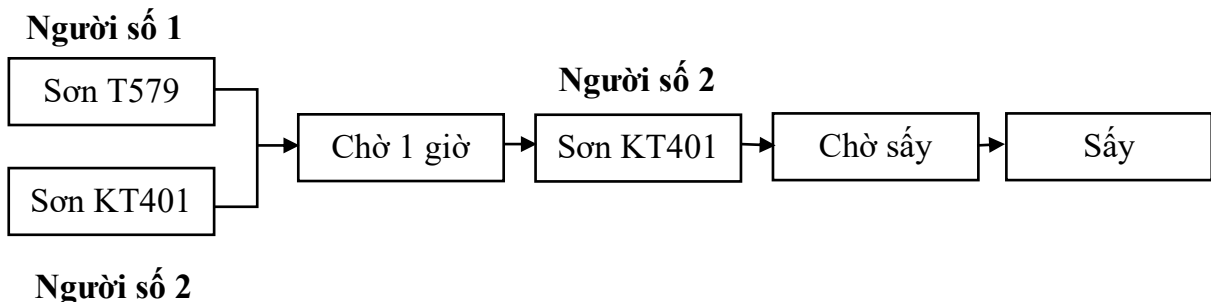 Người số 1
Sơn T579
Người số 2
Chờ 1 giờ
Sơn KT401
Chờ sấy
Sấy
Sơn KT401
Người số 2